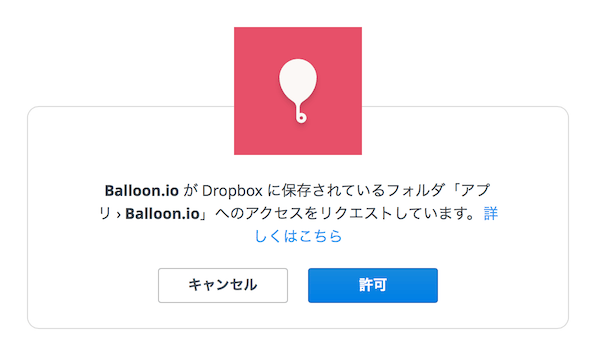 Balloon.io が Dropbox に保存されているフォルダ「アプ
リ › Balloon.io」へのアクセスをリクエストしています。詳
しくはこちら
キャンセル
許可